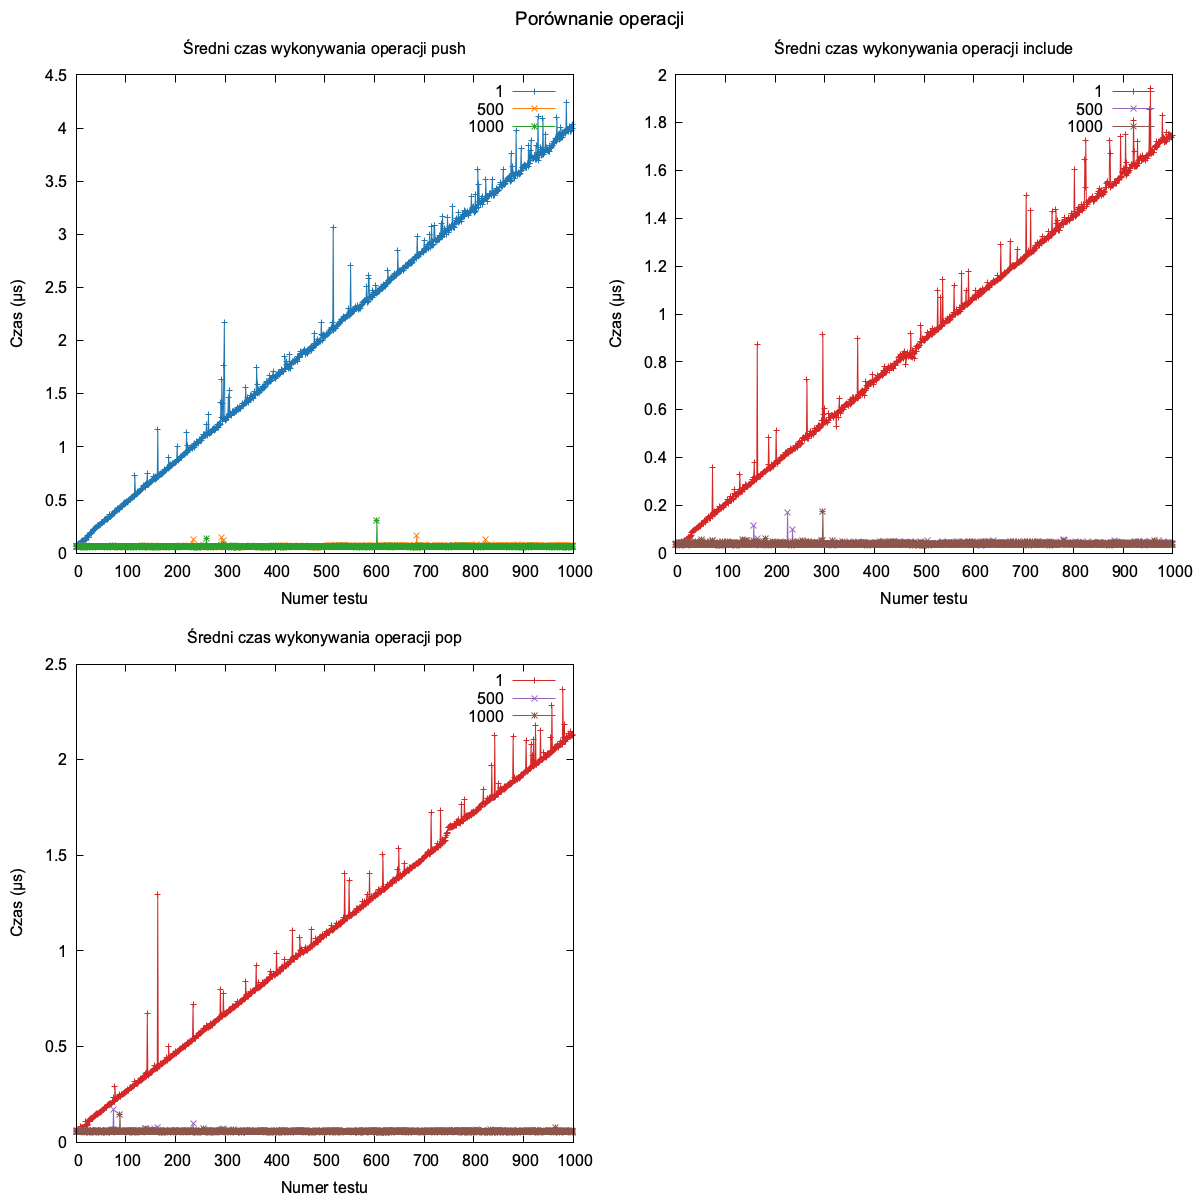 Porównanie operacji
Średni czas wykonywania operacji push
4.5
4
3.5
3
2.5
2
1.5
1
0.5
0
Czas (µs)
1
500
1000
0 100 200 300 400 500 600 700 800 900 1000
Numer testu
Średni czas wykonywania operacji include
2
1.8
1.6
1.4
1.2
1
0.8
0.6
0.4
0.2
0
Czas (µs)
1
500
1000
0 100 200 300 400 500 600 700 800 900 1000
Numer testu
Średni czas wykonywania operacji pop
2.5
2
1.5
1
0.5
0
Czas (µs)
1
500
1000
0 100 200 300 400 500 600 700 800 900 1000
Numer testu